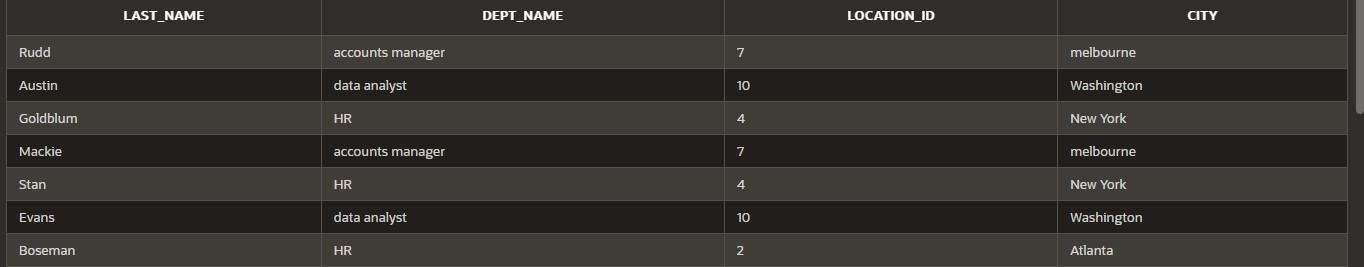 LAST_NAME DEPT_NAME LOCATION_ID CITY
Rudd accounts manager 7 melbourne
Austin data analyst 10 Washington
Goldblum HR 4 New York
Mackie accounts manager 7 melbourne
Stan HR 4 New York
Evans data analyst 10 Washington
Boseman HR 2 Atlanta